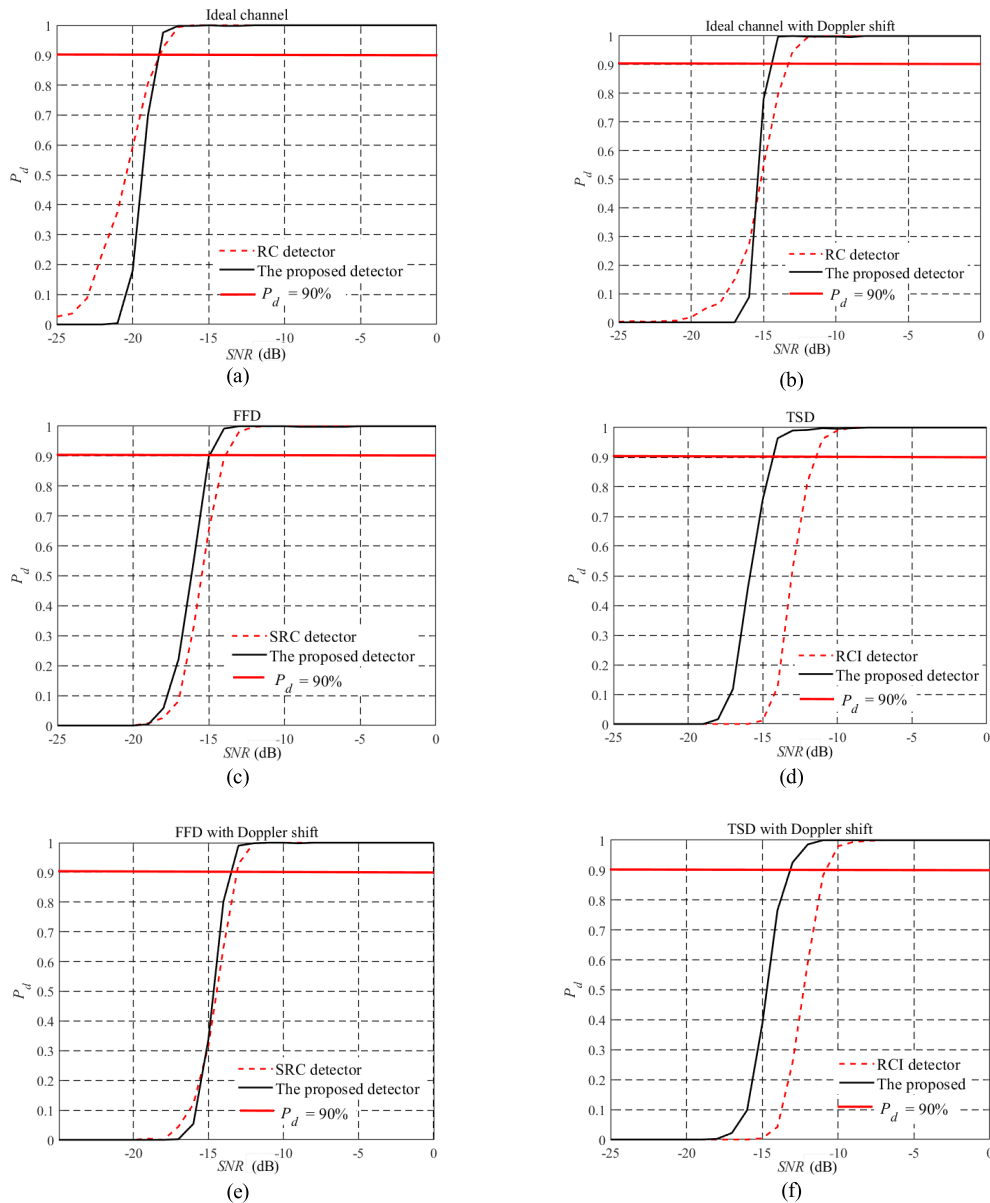 Ideal channel
1
0.9
0.8
0.7
0.6
0.5
0.4
0.3
0.2
0.1
0
P_d
RC detector
The proposed detector
P_d = 90%
-25
-20
-15
-10
-5
0
SNR (dB)
(a)
Ideal channel with Doppler shift
1
0.9
0.8
0.7
0.6
0.5
0.4
0.3
0.2
0.1
0
P_d
RC detector
The proposed detector
P_d = 90%
-25
-20
-15
-10
-5
0
SNR (dB)
(b)
FFD
1
0.9
0.8
0.7
0.6
0.5
0.4
0.3
0.2
0.1
0
P_d
SRC detector
The proposed detector
P_d = 90%
-25
-20
-15
-10
-5
0
SNR (dB)
(c)
TSD
1
0.9
0.8
0.7
0.6
0.5
0.4
0.3
0.2
0.1
0
P_d
RCI detector
The proposed detector
P_d = 90%
-25
-20
-15
-10
-5
0
SNR (dB)
(d)
FFD with Doppler shift
1
0.9
0.8
0.7
0.6
0.5
0.4
0.3
0.2
0.1
0
P_d
SRC detector
The proposed detector
P_d = 90%
-20
-15
-10
-5
0
SNR (dB)
(e)
TSD with Doppler shift
1
0.9
0.8
0.7
0.6
0.5
0.4
0.3
0.2
0.1
0
P_d
RCI detector
The proposed
P_d = 90%
-25
-20
-15
-10
-5
0
SNR (dB)
(f)